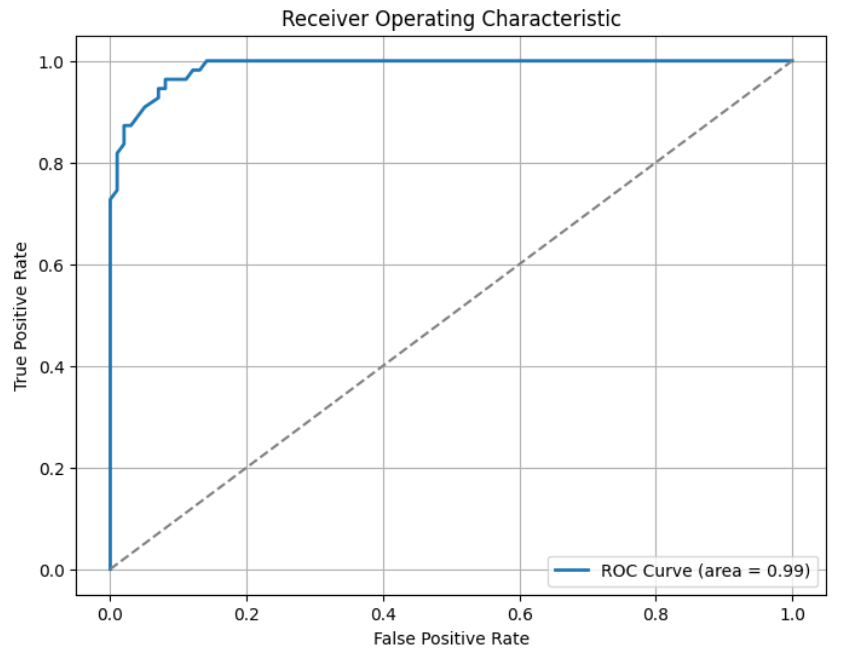 Receiver Operating Characteristic
1.0
0.8
0.6
0.4
0.2
0.0
True Positive Rate
ROC Curve (area = 0.99)
0.0 0.2 0.4 0.6 0.8 1.0
False Positive Rate